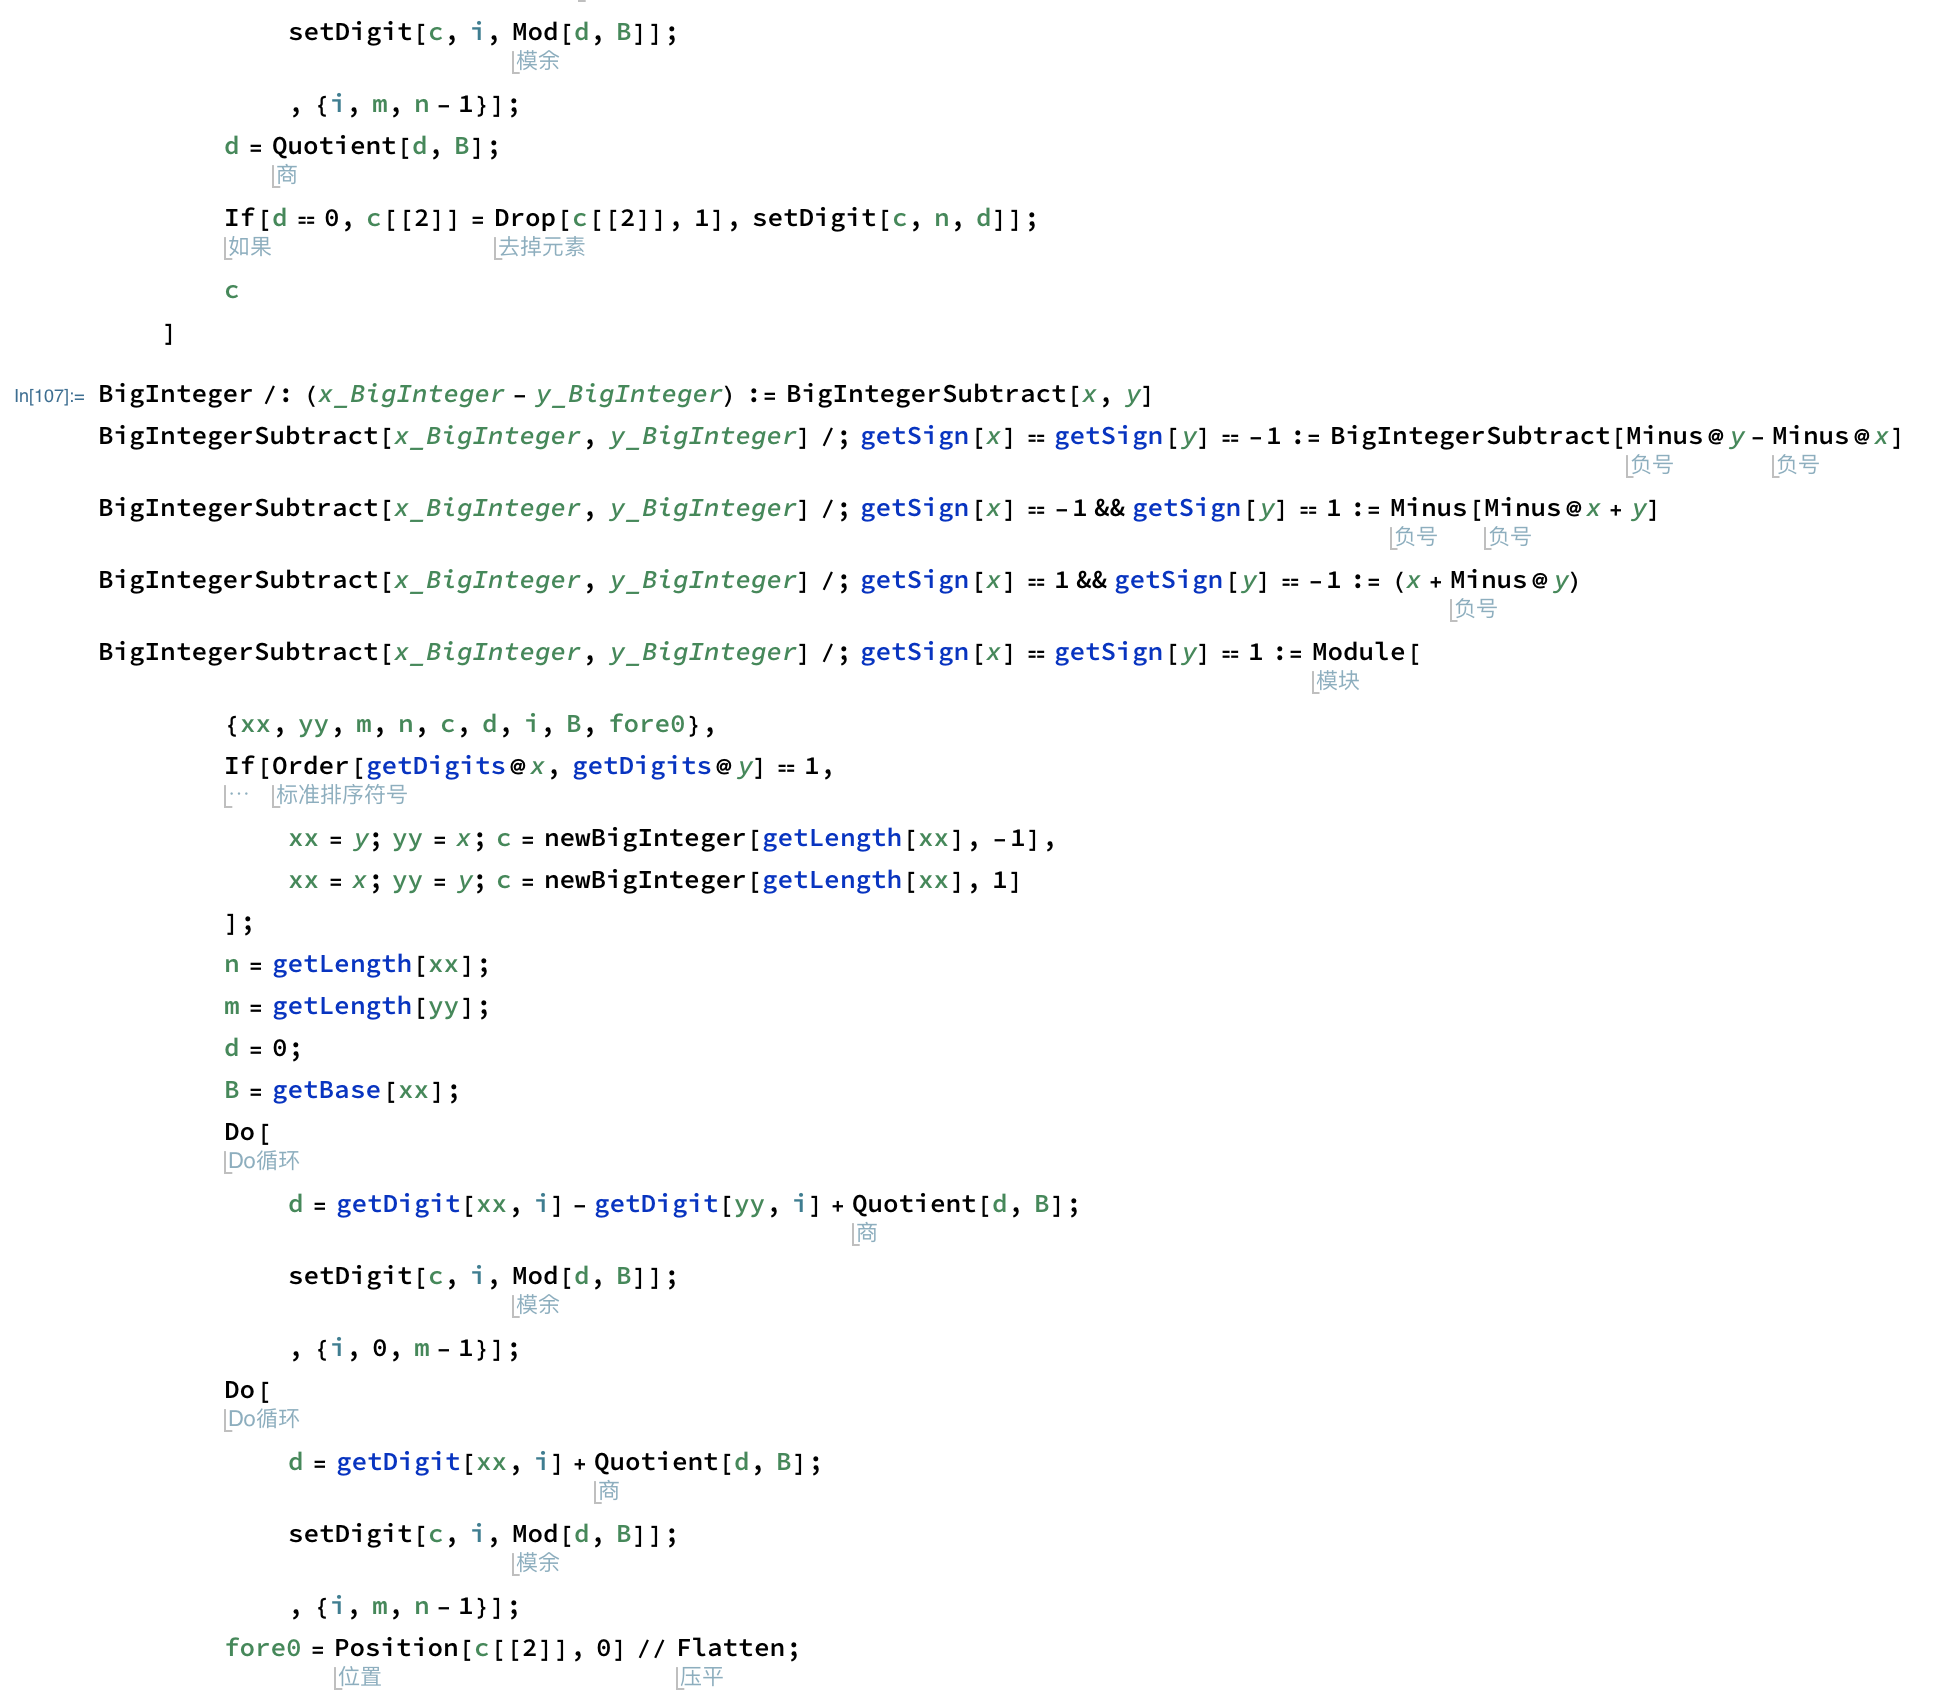 setDigit[c, i, Mod[d, B]];
模余
, {i, m, n - 1}];
d = Quotient[d, B];
商
If[d == 0, c[[2]] = Drop[c[[2]], 1], setDigit[c, n, d]];
如果 去掉元素
c
]
In[107]:= BigInteger /: (x_BigInteger - y_BigInteger) := BigIntegerSubtract[x, y]
BigIntegerSubtract[x_BigInteger, y_BigInteger] /; getSign[x] == getSign[y] == -1 := BigIntegerSubtract[Minus@y - Minus@x]
负号 负号
BigIntegerSubtract[x_BigInteger, y_BigInteger] /; getSign[x] == -1 && getSign[y] == 1 := Minus[Minus@x + y]
负号 负号
BigIntegerSubtract[x_BigInteger, y_BigInteger] /; getSign[x] == 1 && getSign[y] == -1 := (x + Minus@y)
负号
BigIntegerSubtract[x_BigInteger, y_BigInteger] /; getSign[x] == getSign[y] == 1 := Module[
模块
{xx, yy, m, n, c, d, i, B, fore0},
If[Order[getDigits@x, getDigits@y] == 1,
… 标准排序符号
xx = y; yy = x; c = newBigInteger[getLength[xx], -1],
xx = x; yy = y; c = newBigInteger[getLength[xx], 1]
];
n = getLength[xx];
m = getLength[yy];
d = 0;
B = getBase[xx];
Do[
Do循环
d = getDigit[xx, i] - getDigit[yy, i] + Quotient[d, B];
商
setDigit[c, i, Mod[d, B]];
模余
, {i, 0, m - 1}];
Do[
Do循环
d = getDigit[xx, i] + Quotient[d, B];
商
setDigit[c, i, Mod[d, B]];
模余
, {i, m, n - 1}];
fore0 = Position[c[[2]], 0] // Flatten;
位置 压平